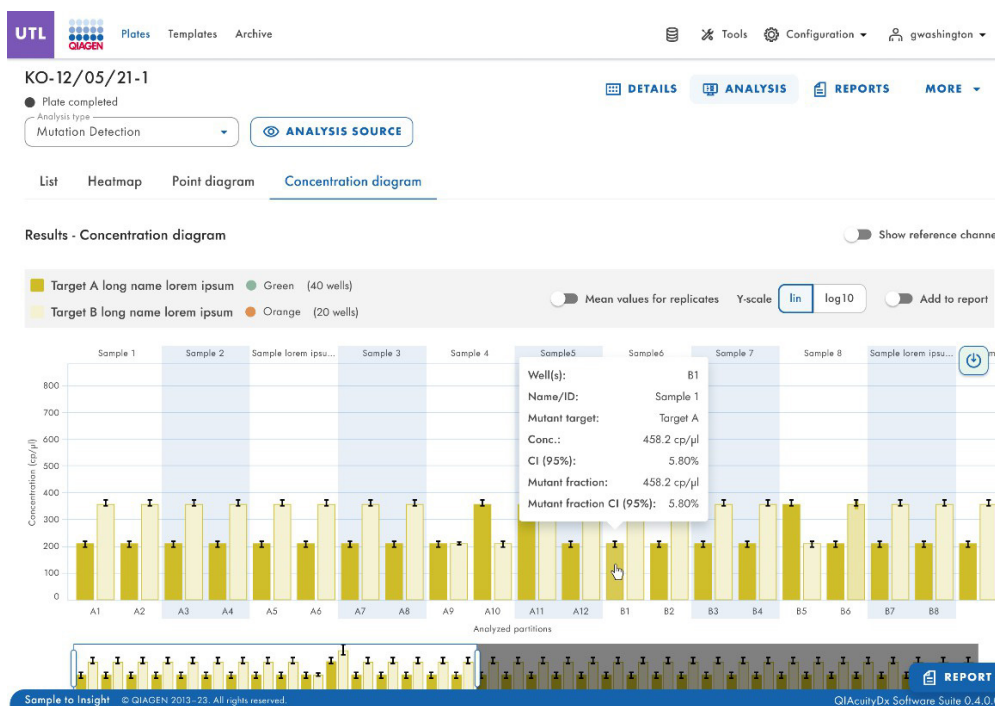 UTL
QIAGEN
Plates Templates Archive
Tools Configuration gwashington
KO-12/05/21-1
Plate completed
DETAILS ANALYSIS REPORTS MORE
Analysis type
Mutation Detection
ANALYSIS SOURCE
List Heatmap Point diagram Concentration diagram
Results - Concentration diagram
Show reference channe
Target A long name lorem ipsum Green (40 wells)
Target B long name lorem ipsum Orange (20 wells)
Mean values for replicates Y-scale lin log10 Add to report
Sample 1 Sample 2 Sample lorem ipsu... Sample 3 Sample 4 Sample5 Sample6 Sample 7 Sample 8 Sample lorem ipsu...
Well(s): B1
Name/ID: Sample 1
Mutant target: Target A
Conc.: 458.2 cp/µl
CI (95%): 5.80%
Mutant fraction: 458.2 cp/µl
Mutant fraction CI (95%): 5.80%
Concentration (cp/µl)
800
700
600
500
400
300
200
100
0
A1 A2 A3 A4 A5 A6 A7 A8 A9 A10 A11 A12 B1 B2 B3 B4 B5 B6 B7 B8
Analyzed partitions
REPORT
Sample to Insight © QIAGEN 2013-23. All rights reserved.
QIAcuityDx Software Suite 0.4.0.